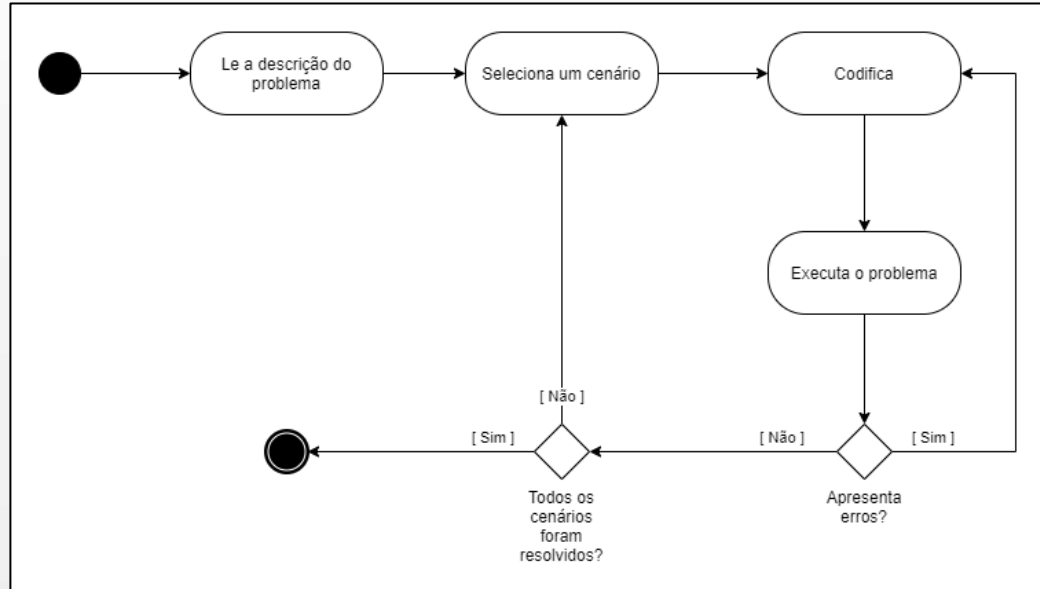 Le a descrição do
problema
Seleciona um cenário
Codifica
Executa o problema
[ Não ]
[ Sim ]
[ Não ]
[ Sim ]
Todos os
cenários
foram
resolvidos?
Apresenta
erros?